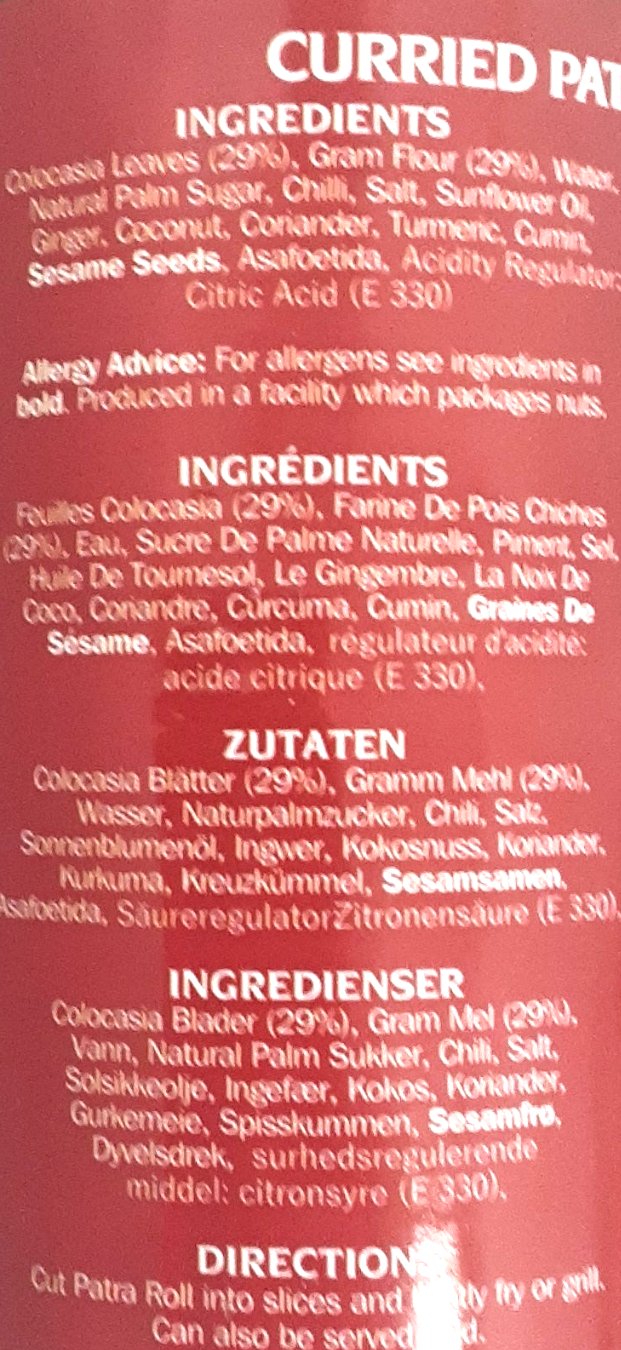 CURRIED PAT
INGREDIENTS
Colocasia Leaves (29%), Gram Flour (29%), Water,
Natural Palm Sugar, Chilli, Salt, Sunflower Oil,
Ginger, Coconut, Coriander, Turmeric, Cumin,
Sesame Seeds, Asafoetida, Acidity Regulator:
Citric Acid (E 330)
Allergy Advice: For allergens see ingredients in
bold. Produced in a facility which packages nuts.
INGRÉDIENTS
Feuilles Colocasia (29%), Farine De Pois Chiches
(29%), Eau, Sucre De Palme Naturelle, Piment, Sel,
Huile De Tournesol, Le Gingembre, La Noix De
Coco, Coriandre, Cúrcuma, Cumin, Graines De
Sésame, Asafoetida, régulateur d'acidité:
acide citrique (E 330).
ZUTATEN
Colocasia Blätter (29%), Gramm Mehl (29%),
Wasser, Naturpalmzucker, Chili, Salz,
Sonnenblumenöl, Ingwer, Kokosnuss, Koriander,
Kurkuma, Kreuzkümmel, Sesamsamen,
Asafoetida, SäureregulatorZitronensäure (E 330).
INGREDIENSER
Colocasia Blader (29%), Gram Mel (29%),
Vann, Natural Palm Sukker, Chili, Salt,
Solsikkeolje, Ingefær, Kokos, Koriander,
Gurkemeie, Spisskummen, Sesamfrø,
Dyvelsdrek, surhedsregulerende
middel: citronsyre (E 330).
DIRECTION
Cut Patra Roll into slices and fry or grill.
Can also be served